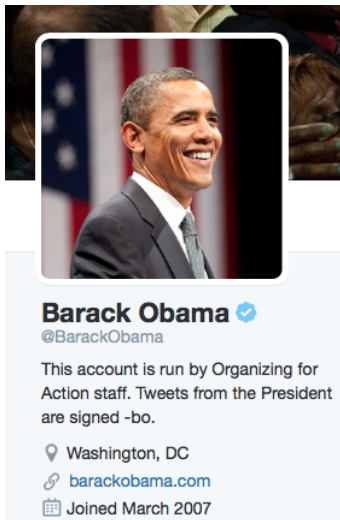 Barack Obama
@BarackObama
This account is run by Organizing for
Action staff. Tweets from the President
are signed -bo.
Washington, DC
barackobama.com
Joined March 2007